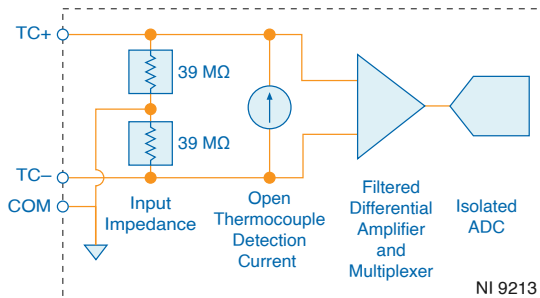 TC+
39 MΩ
39 MΩ
TC–
COM
Input
Impedance
Open
Thermocouple
Detection
Current
Filtered
Differential
Amplifier
and
Multiplexer
Isolated
ADC
NI 9213